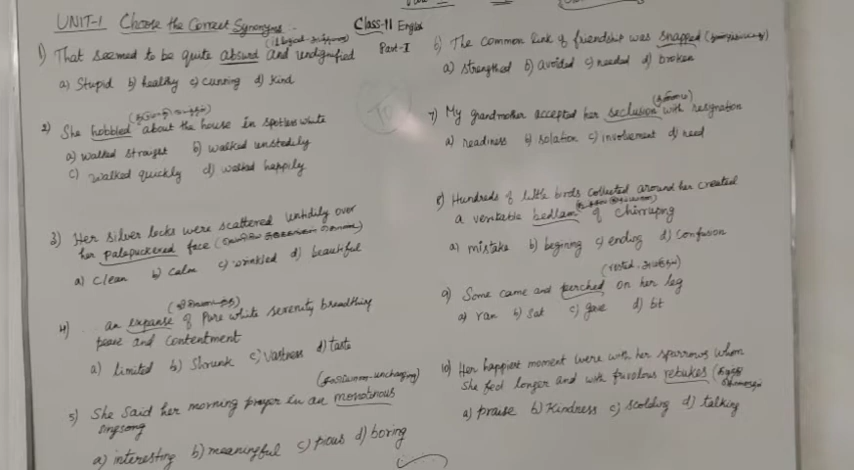 UNIT-1 Choose the Correct Synonyms :-
Class-11 English
Part-I
1) That seemed to be quite absurd and undignified
a) Stupid b) healthy c) cunning d) kind
2) She hobbled about the house in spotless white
a) walked straight b) walked unsteadily
c) walked quickly d) walked happily
3) Her silver locks were scattered untidily over
her palepuckered face
a) clean b) calm c) wrinkled d) beautiful
4) an expanse of Pure white serenity breathing
peace and contentment
a) limited b) Shrunk c) Vastness d) taste
(unchanging)
5) She said her morning prayer in an monotonous
singsong
a) interesting b) meaningful c) pious d) boring
6) The common link of friendship was snapped
a) strengthed b) avoided c) needed d) broken
7) My grandmother accepted her seclusion with resignation
a) readiness b) solation c) involvement d) need
8) Hundreds of little birds collected around her created
a veritable bedlam of chirruping
a) mistake b) begining c) ending d) confusion
(rested
9) Some came and perched on her leg
a) ran b) sat c) gave d) bit
10) Her happiest moment were with her sparrows whom
She fed longer and with frivolous rebukes
a) praise b) Kindness c) scolding d) talking